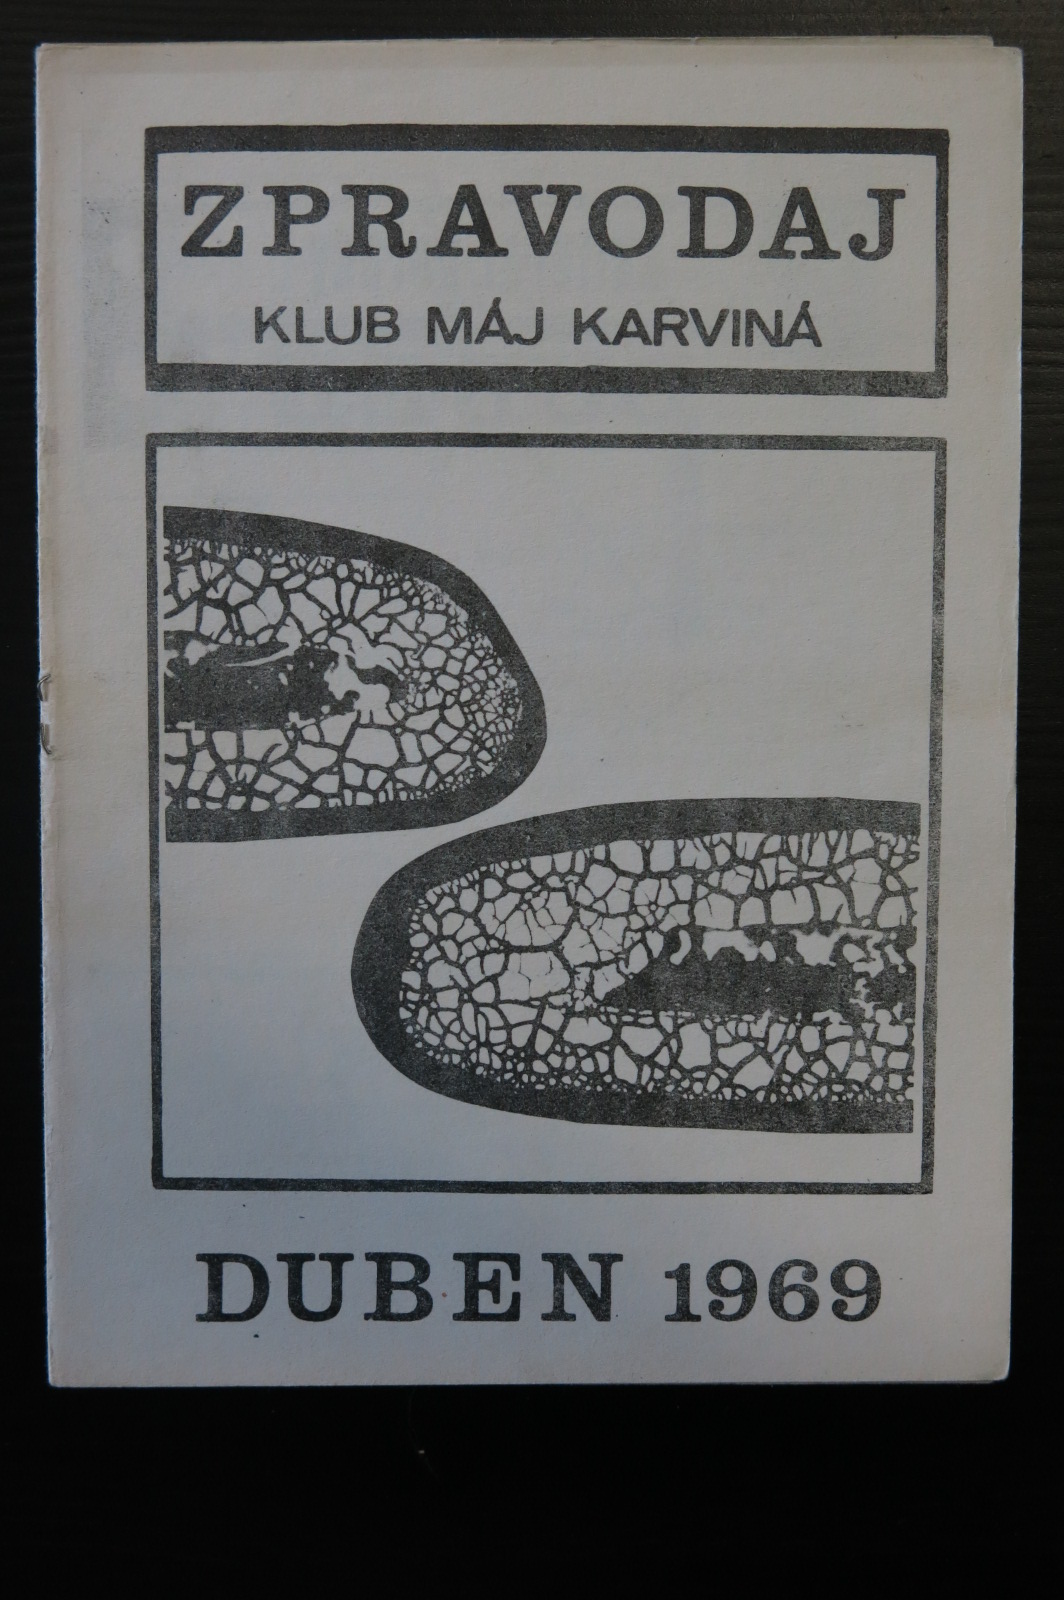 ZPRAVODAJ
KLUB MÁJ KARVINÁ
DUBEN 1969